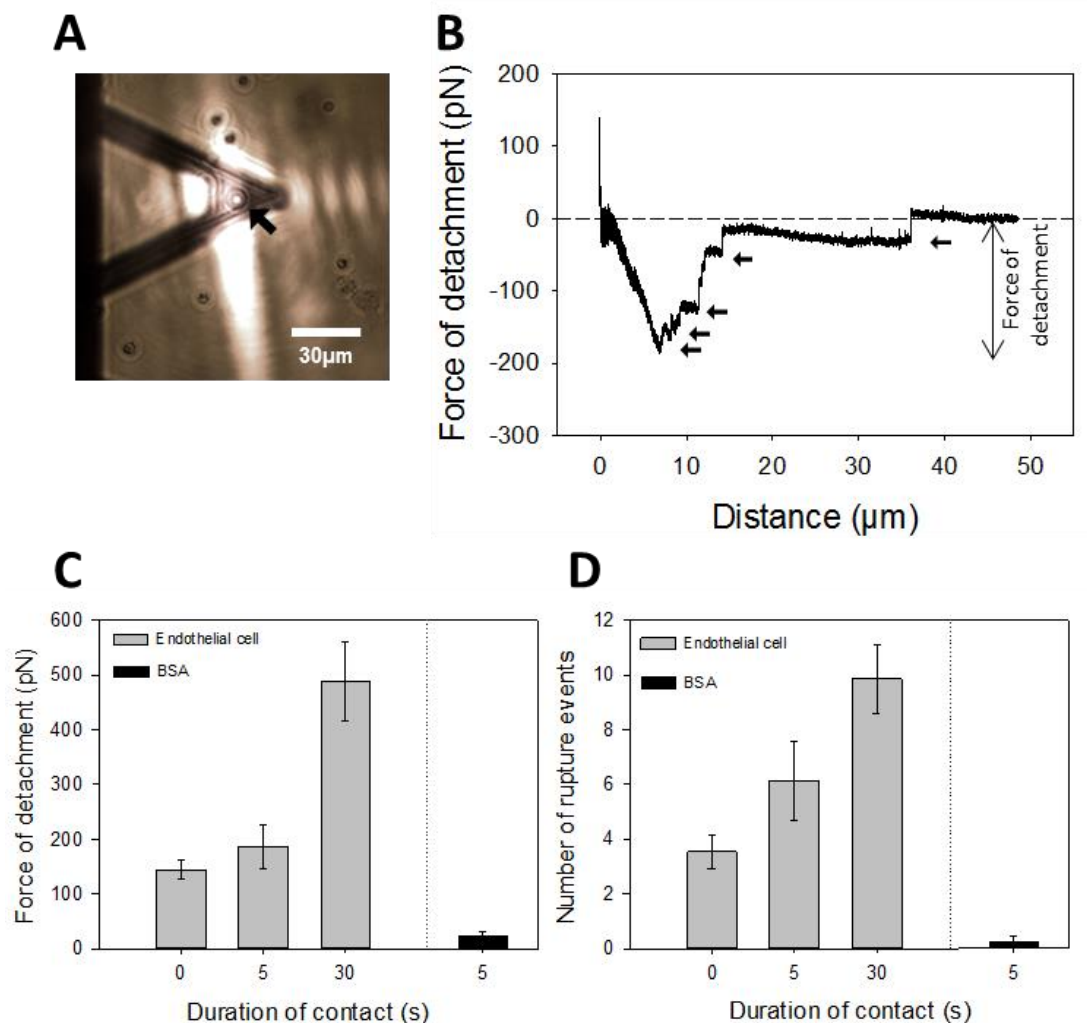 A
30µm
B
Force of detachment (pN)
200
100
0
-100
-200
-300
0 10 20 30 40 50
Distance (µm)
Force of
detachment
C
Force of detachment (pN)
600
500
400
300
200
100
0
Endothelial cell
BSA
0 5 30 5
Duration of contact (s)
D
Number of rupture events
12
10
8
6
4
2
0
Endothelial cell
BSA
0 5 30 5
Duration of contact (s)